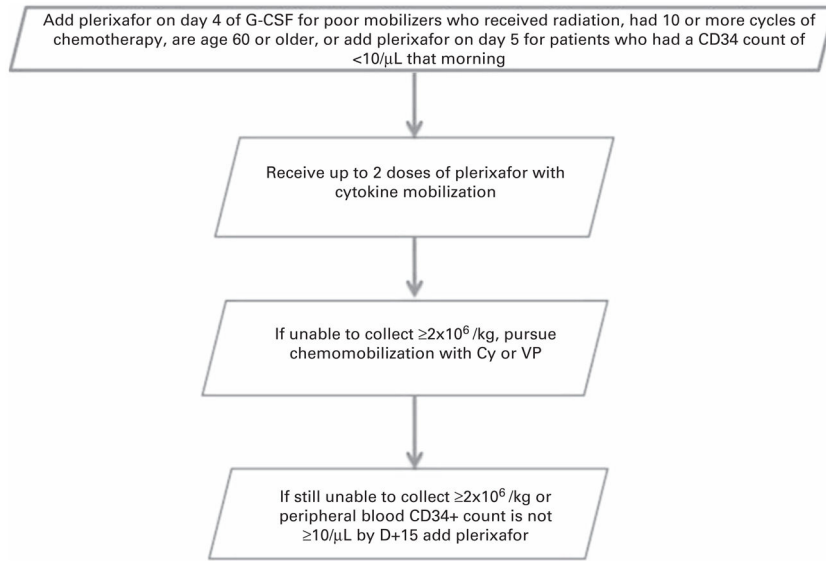 Add plerixafor on day 4 of G-CSF for poor mobilizers who received radiation, had 10 or more cycles of
chemotherapy, are age 60 or older, or add plerixafor on day 5 for patients who had a CD34 count of
<10/μL that morning
Receive up to 2 doses of plerixafor with
cytokine mobilization
If unable to collect ≥2x10⁶ /kg, pursue
chemomobilization with Cy or VP
If still unable to collect ≥2x10⁶ /kg or
peripheral blood CD34+ count is not
≥10/μL by D+15 add plerixafor